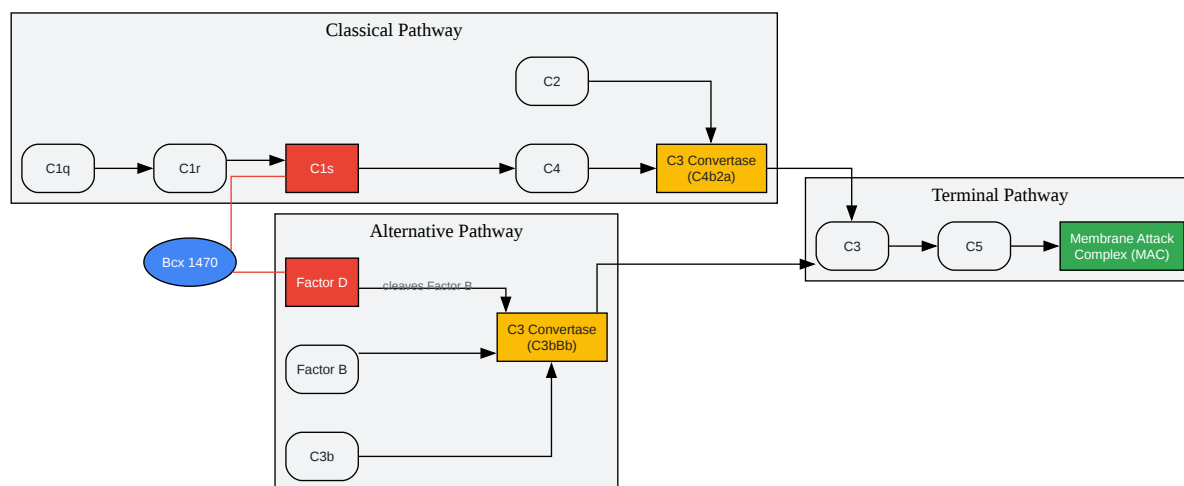 Classical Pathway
C2
C1q
C1r
C1s
C4
C3 Convertase
(C4b2a)
Terminal Pathway
Alternative Pathway
C3
C5
Membrane Attack
Complex (MAC)
Bcx 1470
Factor D
cleaves Factor B
C3 Convertase
(C3bBb)
Factor B
C3b